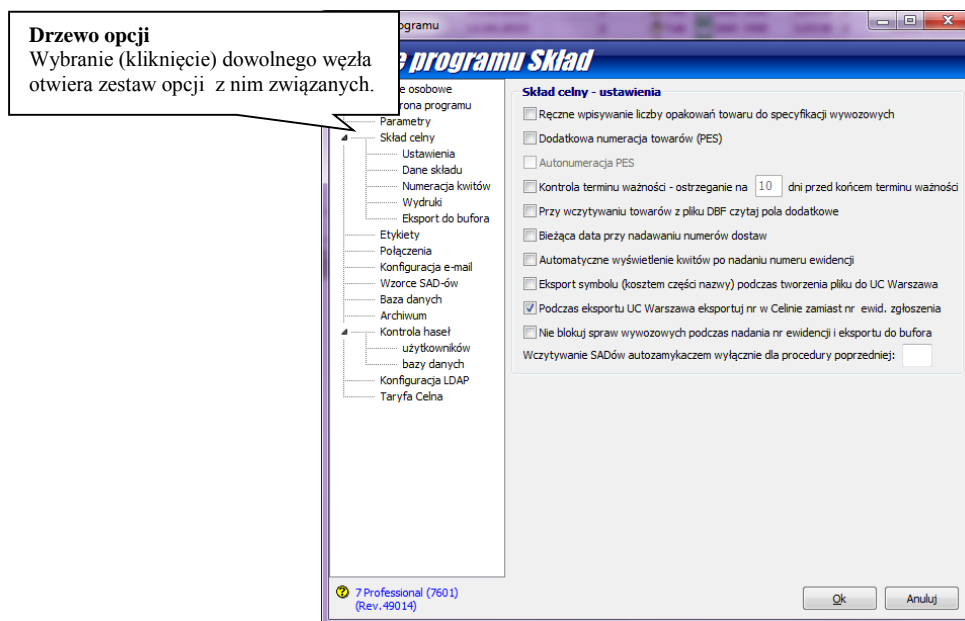 Drzewo opcji
Wybranie (kliknięcie) dowolnego węzła
otwiera zestaw opcji z nim związanych.
ogramu
programu Skład
e osobowe
rona programu
Parametry
Skład celny
Ustawienia
Dane składu
Numeracja kwitów
Wydruki
Eksport do bufora
Etykiety
Połączenia
Konfiguracja e-mail
Wzorce SAD-ów
Baza danych
Archiwum
Kontrola haseł
użytkowników
bazy danych
Konfiguracja LDAP
Taryfa Celna
7 Professional (7601)
(Rev.49014)
Skład celny - ustawienia
Ręczne wpisywanie liczby opakowań towaru do specyfikacji wywozowych
Dodatkowa numeracja towarów (PES)
Autonumeracja PES
Kontrola terminu ważności - ostrzeganie na 10 dni przed końcem terminu ważności
Przy wczytywaniu towarów z pliku DBF czytaj pola dodatkowe
Bieżąca data przy nadawaniu numerów dostaw
Automatyczne wyświetlenie kwitów po nadaniu numeru ewidencji
Eksport symbolu (kosztem części nazwy) podczas tworzenia pliku do UC Warszawa
Podczas eksportu UC Warszawa eksportuj nr w Celinie zamiast nr ewid. zgłoszenia
Nie blokuj spraw wywozowych podczas nadania nr ewidencji i eksportu do bufora
Wczytywanie SADów autozamykaczem wyłącznie dla procedury poprzedniej:
Ok Anuluj